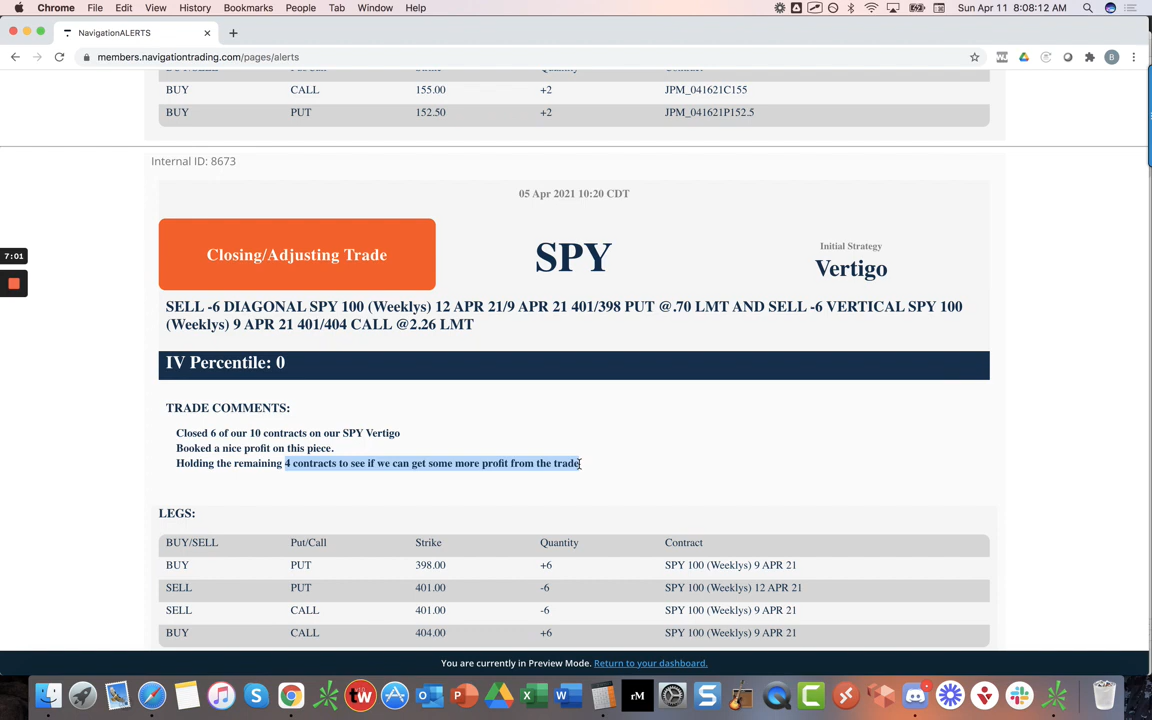 Chrome File Edit View History Bookmarks People Tab Window Help Sun Apr 11 8:08:12 AM
NavigationALERTS
members.navigationtrading.com/pages/alerts
BUY CALL 155.00 +2 JPM_041621C155
BUY PUT 152.50 +2 JPM_041621P152.5
Internal ID: 8673
05 Apr 2021 10:20 CDT
Closing/Adjusting Trade
SPY
Initial Strategy
Vertigo
SELL -6 DIAGONAL SPY 100 (Weeklys) 12 APR 21/9 APR 21 401/398 PUT @.70 LMT AND SELL -6 VERTICAL SPY 100
(Weeklys) 9 APR 21 401/404 CALL @2.26 LMT
IV Percentile: 0
TRADE COMMENTS:
Closed 6 of our 10 contracts on our SPY Vertigo
Booked a nice profit on this piece.
Holding the remaining 4 contracts to see if we can get some more profit from the trade
7:01
LEGS:
BUY/SELL Put/Call Strike Quantity Contract
BUY PUT 398.00 +6 SPY 100 (Weeklys) 9 APR 21
SELL PUT 401.00 -6 SPY 100 (Weeklys) 12 APR 21
SELL CALL 401.00 -6 SPY 100 (Weeklys) 9 APR 21
BUY CALL 404.00 +6 SPY 100 (Weeklys) 9 APR 21
You are currently in Preview Mode. Return to your dashboard.